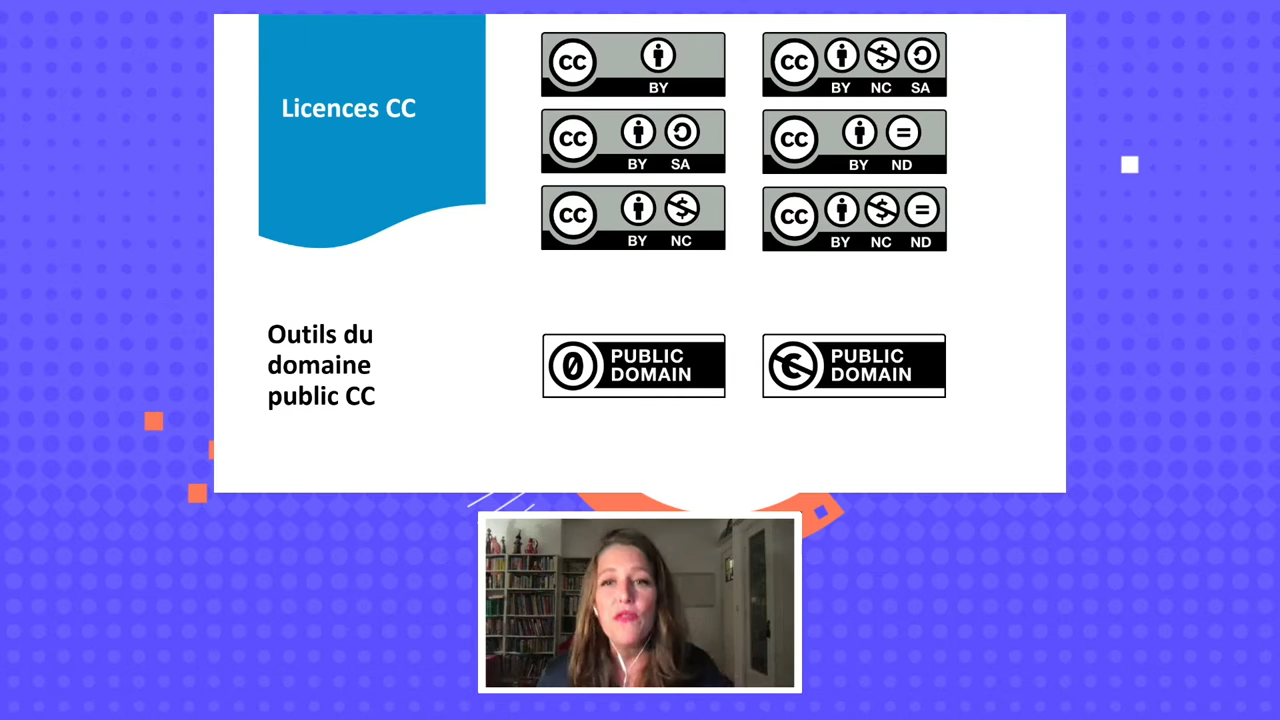 Licences CC
CC BY
CC BY NC SA
CC BY SA
CC BY ND
CC BY NC
CC BY NC ND
Outils du
domaine
public CC
0 PUBLIC
DOMAIN
C PUBLIC
DOMAIN